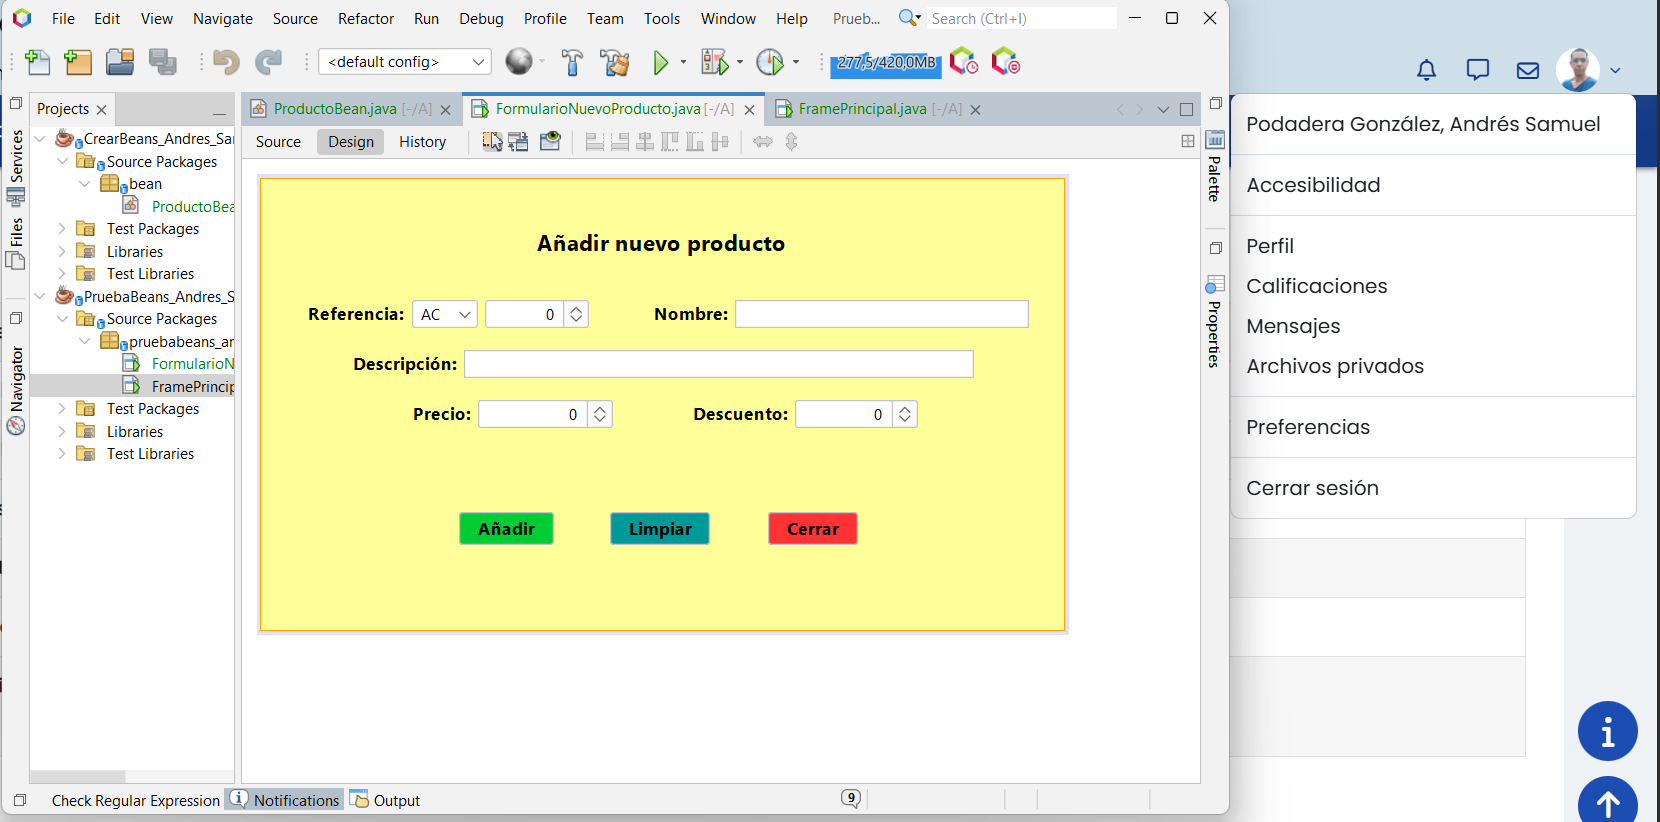 File Edit View Navigate Source Refactor Run Debug Profile Team Tools Window Help Prueb... Search (Ctrl+I)
<default config>
277,5/420,0MB
Projects
ProductoBean.java [-/A]
FormularioNuevoProducto.java [-/A]
FramePrincipal.java [-/A]
Source Design History
Services
Files
Navigator
CrearBeans_Andres_Sa
Source Packages
bean
ProductoBea
Test Packages
Libraries
Test Libraries
PruebaBeans_Andres_S
Source Packages
pruebabeans_a
FormularioN
FramePrincip
Test Packages
Libraries
Test Libraries
Añadir nuevo producto
Referencia: AC 0 Nombre:
Descripción:
Precio: 0 Descuento: 0
Añadir Limpiar Cerrar
Palette
Properties
Check Regular Expression Notifications Output
9
Podadera González, Andrés Samuel
Accesibilidad
Perfil
Calificaciones
Mensajes
Archivos privados
Preferencias
Cerrar sesión